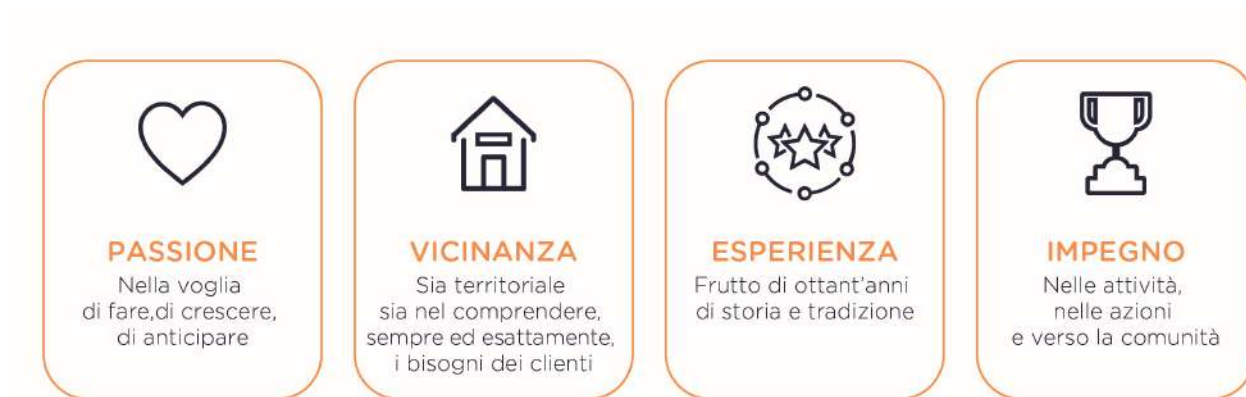 PASSIONE
Nella voglia
di fare,di crescere,
di anticipare
VICINANZA
Sia territoriale
sia nel comprendere,
sempre ed esattamente,
i bisogni dei clienti
ESPERIENZA
Frutto di ottant'anni
di storia e tradizione
IMPEGNO
Nelle attività,
nelle azioni
e verso la comunità